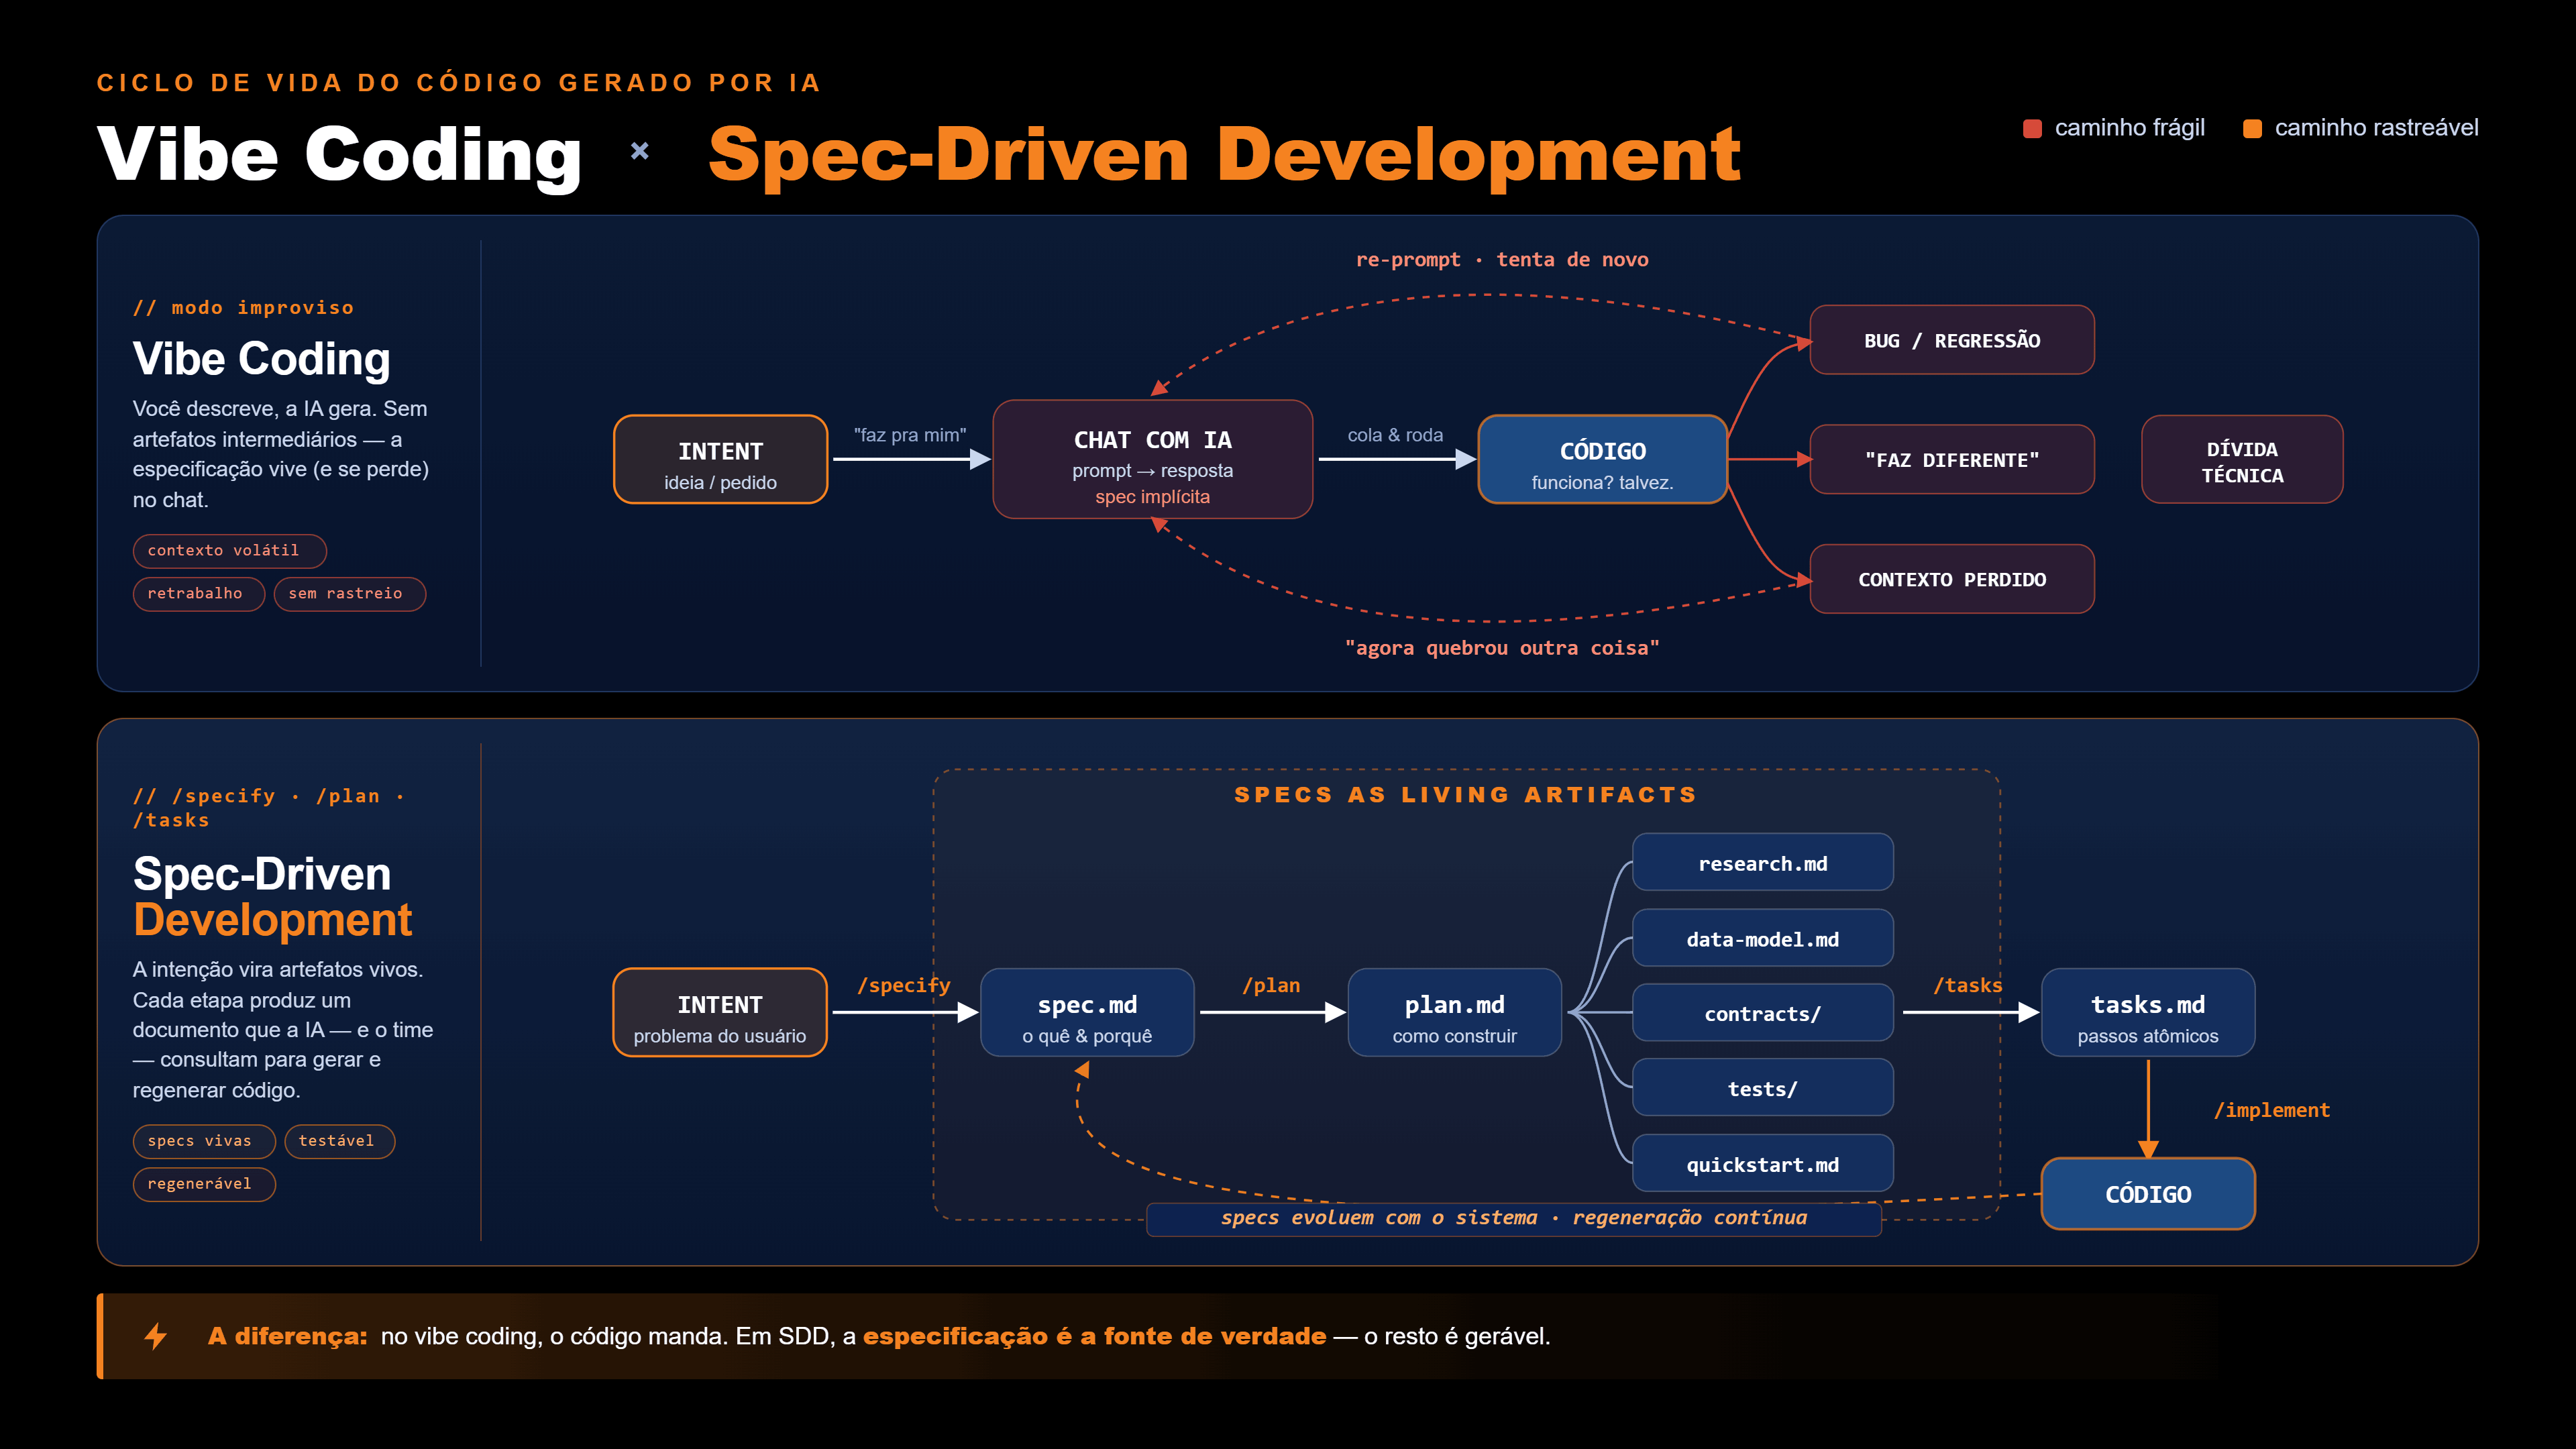 CICLO DE VIDA DO CÓDIGO GERADO POR IA
Vibe Coding × Spec-Driven Development
caminho frágil
caminho rastreável
// modo improviso
Vibe Coding
Você descreve, a IA gera. Sem
artefatos intermediários — a
especificação vive (e se perde)
no chat.
contexto volátil
retrabalho
sem rastreio
re-prompt · tenta de novo
INTENT
ideia / pedido
"faz pra mim"
CHAT COM IA
prompt → resposta
spec implícita
cola & roda
CÓDIGO
funciona? talvez.
BUG / REGRESSÃO
"FAZ DIFERENTE"
CONTEXTO PERDIDO
DÍVIDA
TÉCNICA
"agora quebrou outra coisa"
// /specify · /plan ·
/tasks
Spec-Driven
Development
A intenção vira artefatos vivos.
Cada etapa produz um
documento que a IA — e o time
— consultam para gerar e
regenerar código.
specs vivas
testável
regenerável
SPECS AS LIVING ARTIFACTS
INTENT
problema do usuário
/specify
spec.md
o quê & porquê
/plan
plan.md
como construir
research.md
data-model.md
contracts/
tests/
quickstart.md
/tasks
tasks.md
passos atômicos
/implement
CÓDIGO
specs evoluem com o sistema · regeneração contínua
A diferença: no vibe coding, o código manda. Em SDD, a especificação é a fonte de verdade — o resto é gerável.